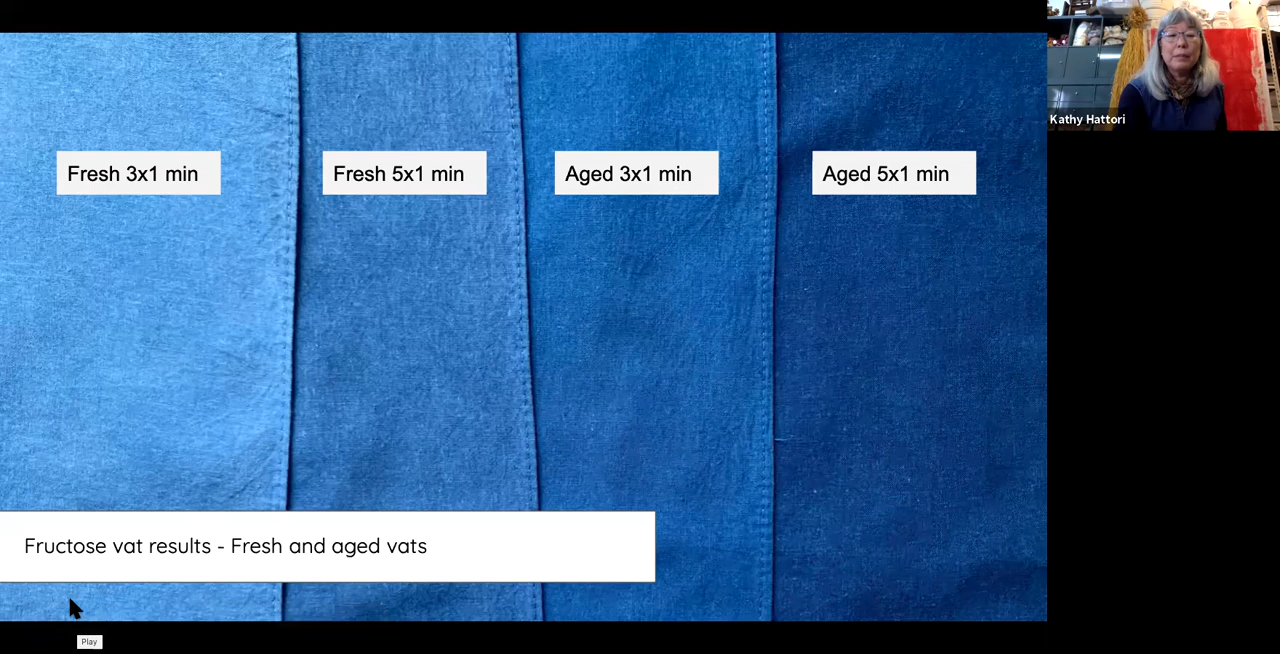 Fresh 3x1 min
Fresh 5x1 min
Aged 3x1 min
Aged 5x1 min
Kathy Hattori
Fructose vat results - Fresh and aged vats
Play